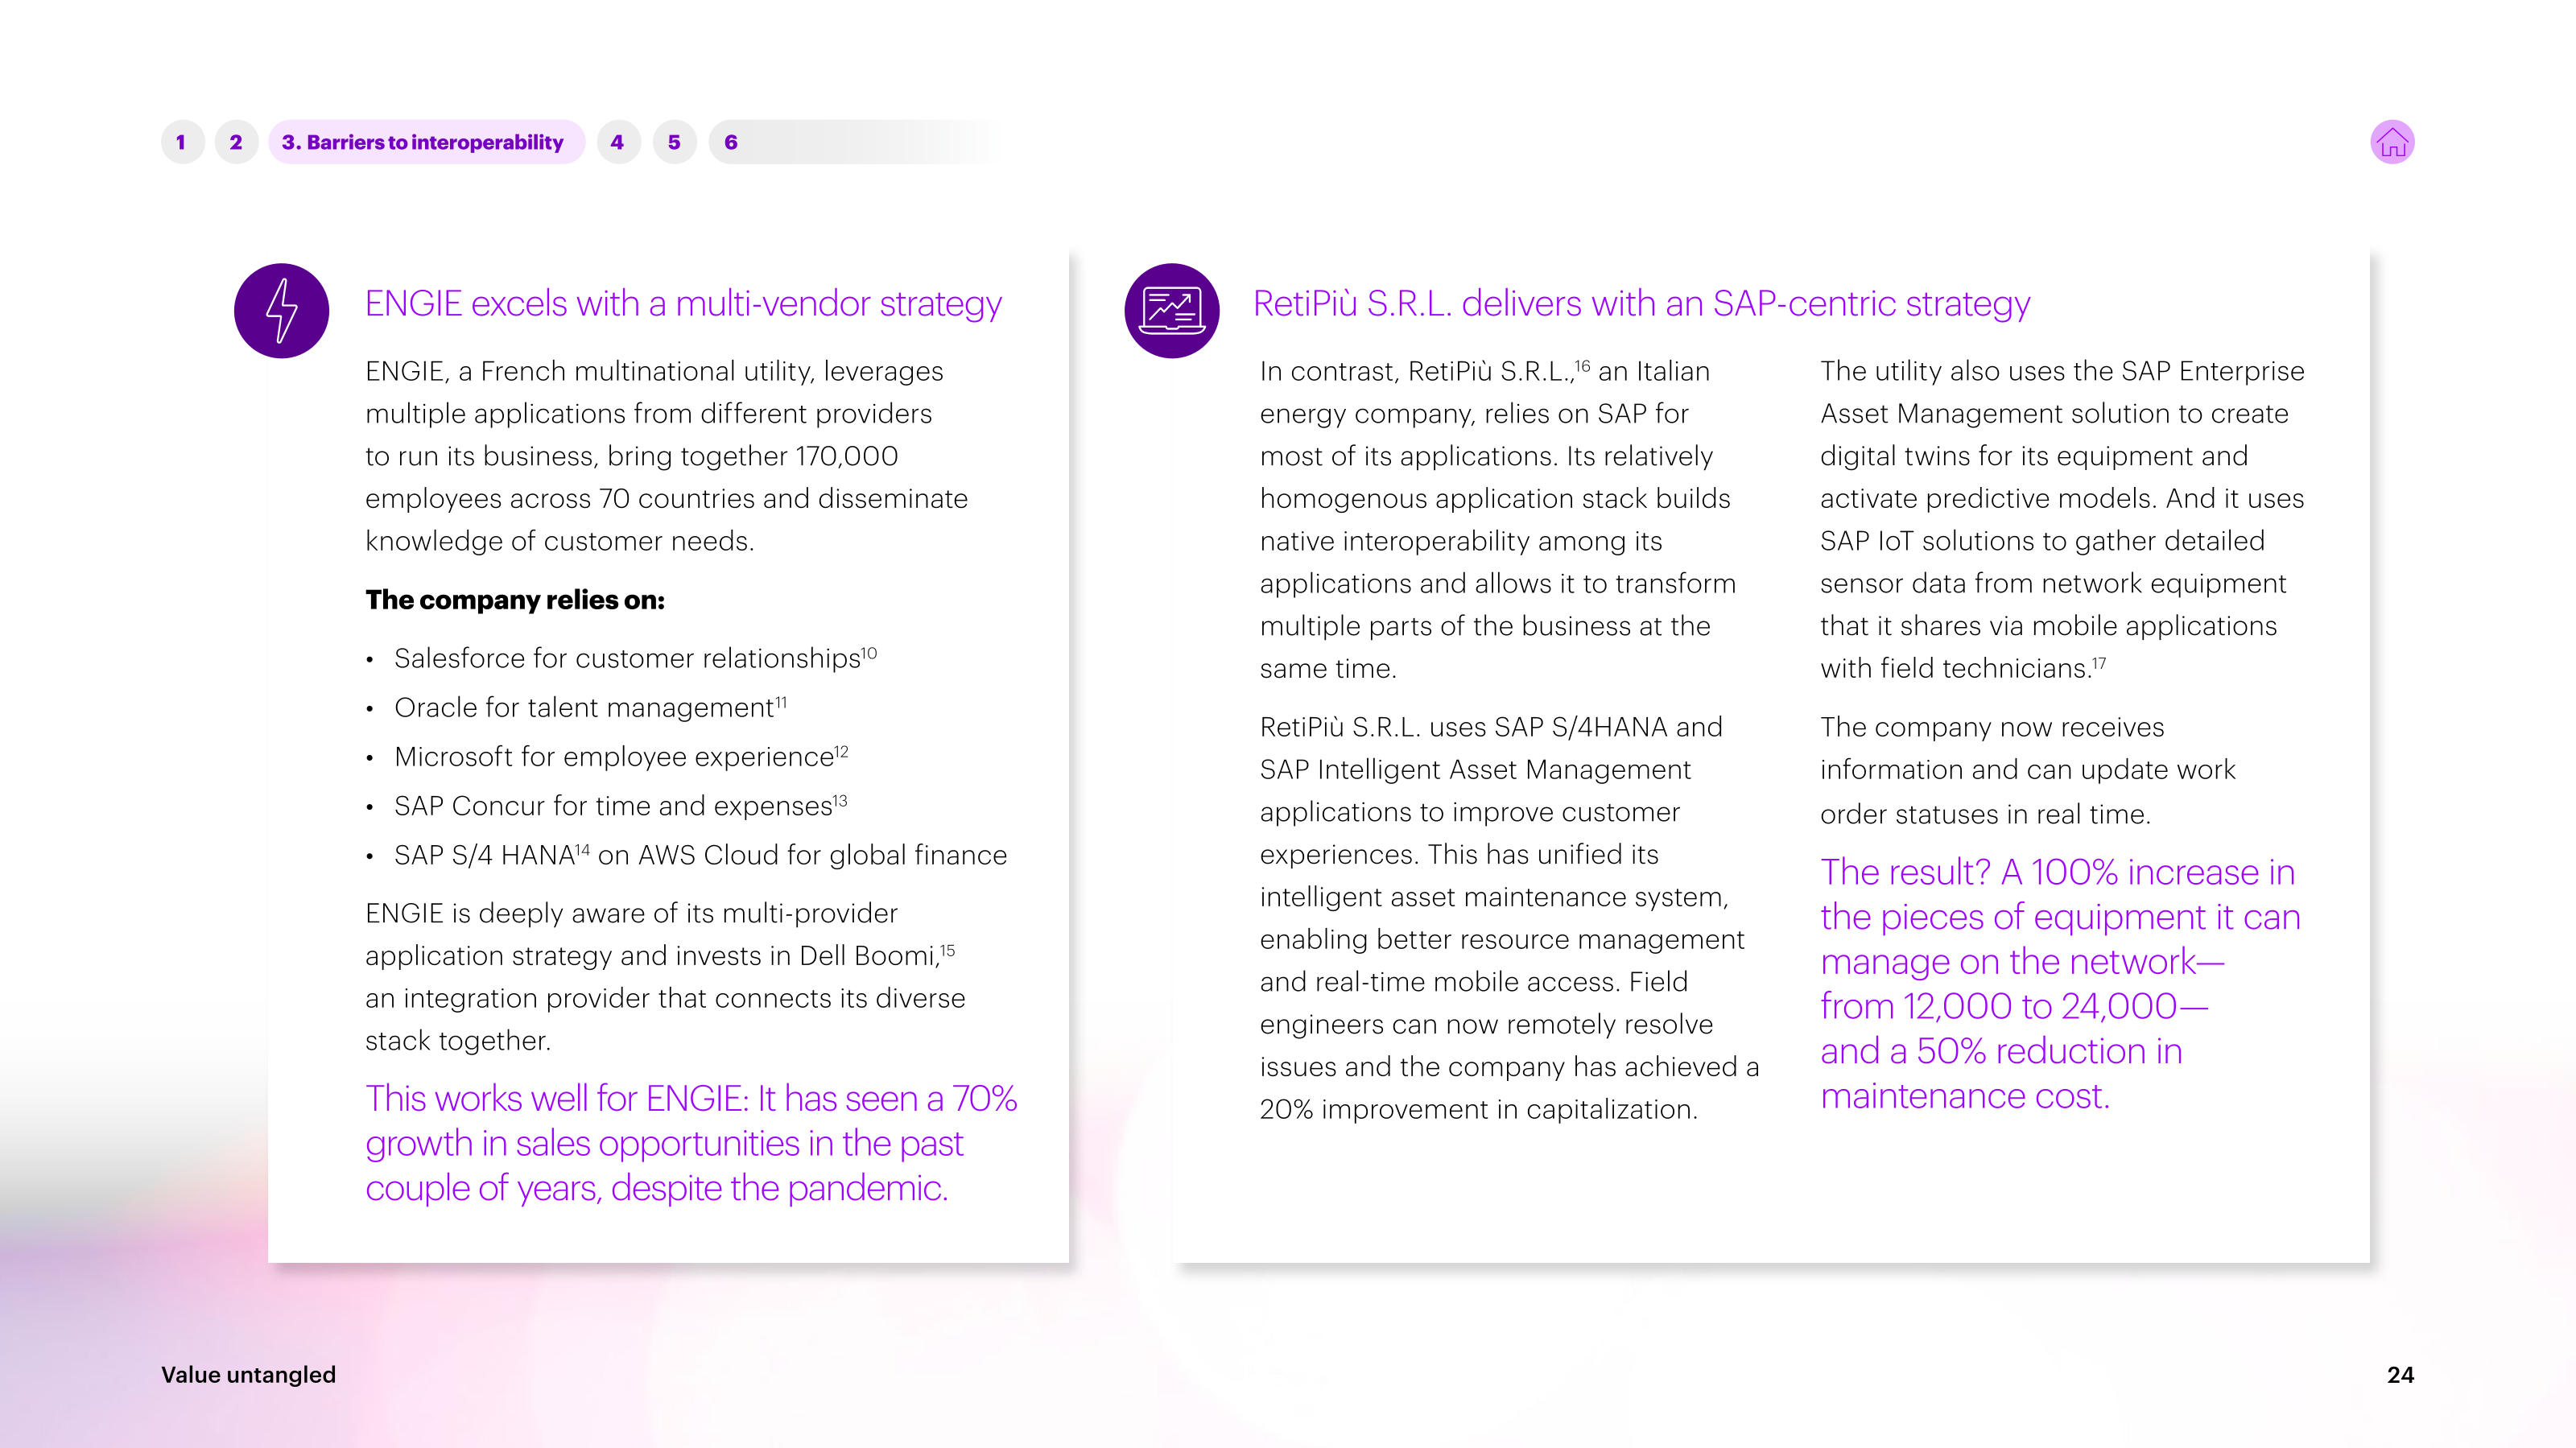 1
2
3. Barriers to interoperability
4
5
6
ENGIE excels with a multi-vendor strategy
ENGIE, a French multinational utility, leverages
multiple applications from different providers
to run its business, bring together 170,000
employees across 70 countries and disseminate
knowledge of customer needs.
The company relies on:
• Salesforce for customer relationships10
• Oracle for talent management11
• Microsoft for employee experience12
• SAP Concur for time and expenses13
• SAP S/4 HANA14 on AWS Cloud for global finance
ENGIE is deeply aware of its multi-provider
application strategy and invests in Dell Boomi,15
an integration provider that connects its diverse
stack together.
This works well for ENGIE: It has seen a 70%
growth in sales opportunities in the past
couple of years, despite the pandemic.
RetiPiù S.R.L. delivers with an SAP-centric strategy
In contrast, RetiPiù S.R.L.,16 an Italian
energy company, relies on SAP for
most of its applications. Its relatively
homogenous application stack builds
native interoperability among its
applications and allows it to transform
multiple parts of the business at the
same time.
RetiPiù S.R.L. uses SAP S/4HANA and
SAP Intelligent Asset Management
applications to improve customer
experiences. This has unified its
intelligent asset maintenance system,
enabling better resource management
and real-time mobile access. Field
engineers can now remotely resolve
issues and the company has achieved a
20% improvement in capitalization.
The utility also uses the SAP Enterprise
Asset Management solution to create
digital twins for its equipment and
activate predictive models. And it uses
SAP IoT solutions to gather detailed
sensor data from network equipment
that it shares via mobile applications
with field technicians.17
The company now receives
information and can update work
order statuses in real time.
The result? A 100% increase in
the pieces of equipment it can
manage on the network—
from 12,000 to 24,000—
and a 50% reduction in
maintenance cost.
Value untangled
24